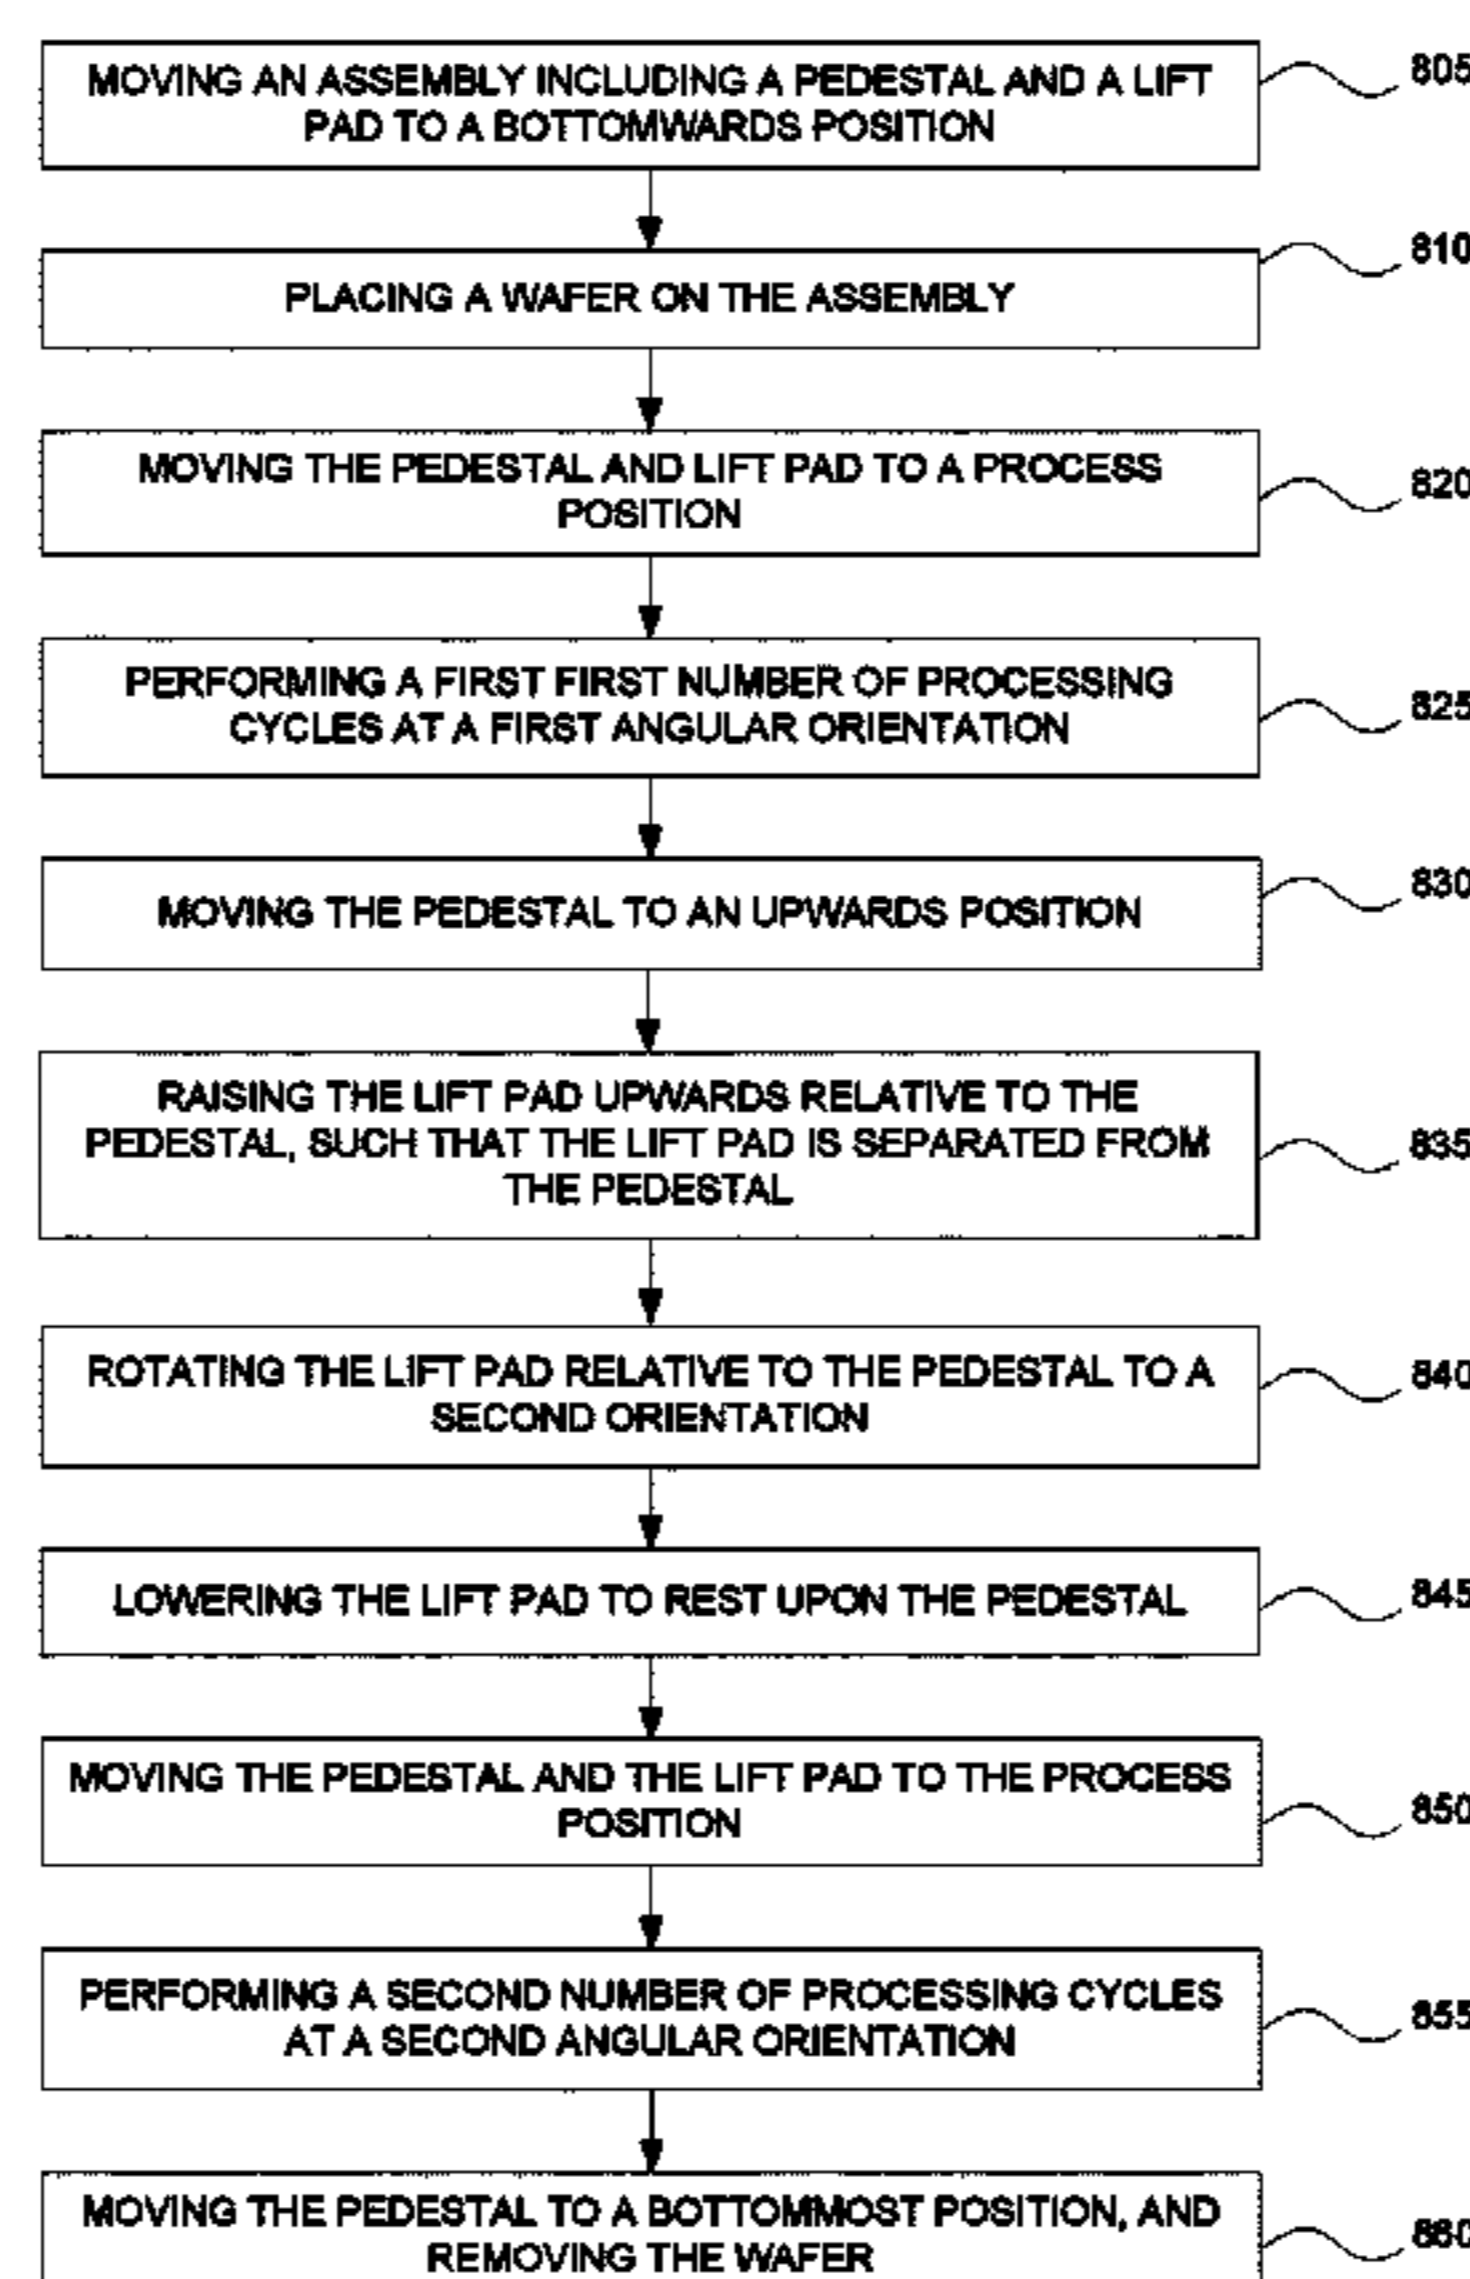 MOVING AN ASSEMBLY INCLUDING A PEDESTAL AND A LIFT
PAD TO A BOTTOMWARDS POSITION
805
PLACING A WAFER ON THE ASSEMBLY
810
MOVING THE PEDESTAL AND LIFT PAD TO A PROCESS
POSITION
820
PERFORMING A FIRST FIRST NUMBER OF PROCESSING
CYCLES AT A FIRST ANGULAR ORIENTATION
825
MOVING THE PEDESTAL TO AN UPWARDS POSITION
830
RAISING THE LIFT PAD UPWARDS RELATIVE TO THE
PEDESTAL, SUCH THAT THE LIFT PAD IS SEPARATED FROM
THE PEDESTAL
835
ROTATING THE LIFT PAD RELATIVE TO THE PEDESTAL TO A
SECOND ORIENTATION
840
LOWERING THE LIFT PAD TO REST UPON THE PEDESTAL
845
MOVING THE PEDESTAL AND THE LIFT PAD TO THE PROCESS
POSITION
850
PERFORMING A SECOND NUMBER OF PROCESSING CYCLES
AT A SECOND ANGULAR ORIENTATION
855
MOVING THE PEDESTAL TO A BOTTOMMOST POSITION, AND
REMOVING THE WAFER
860